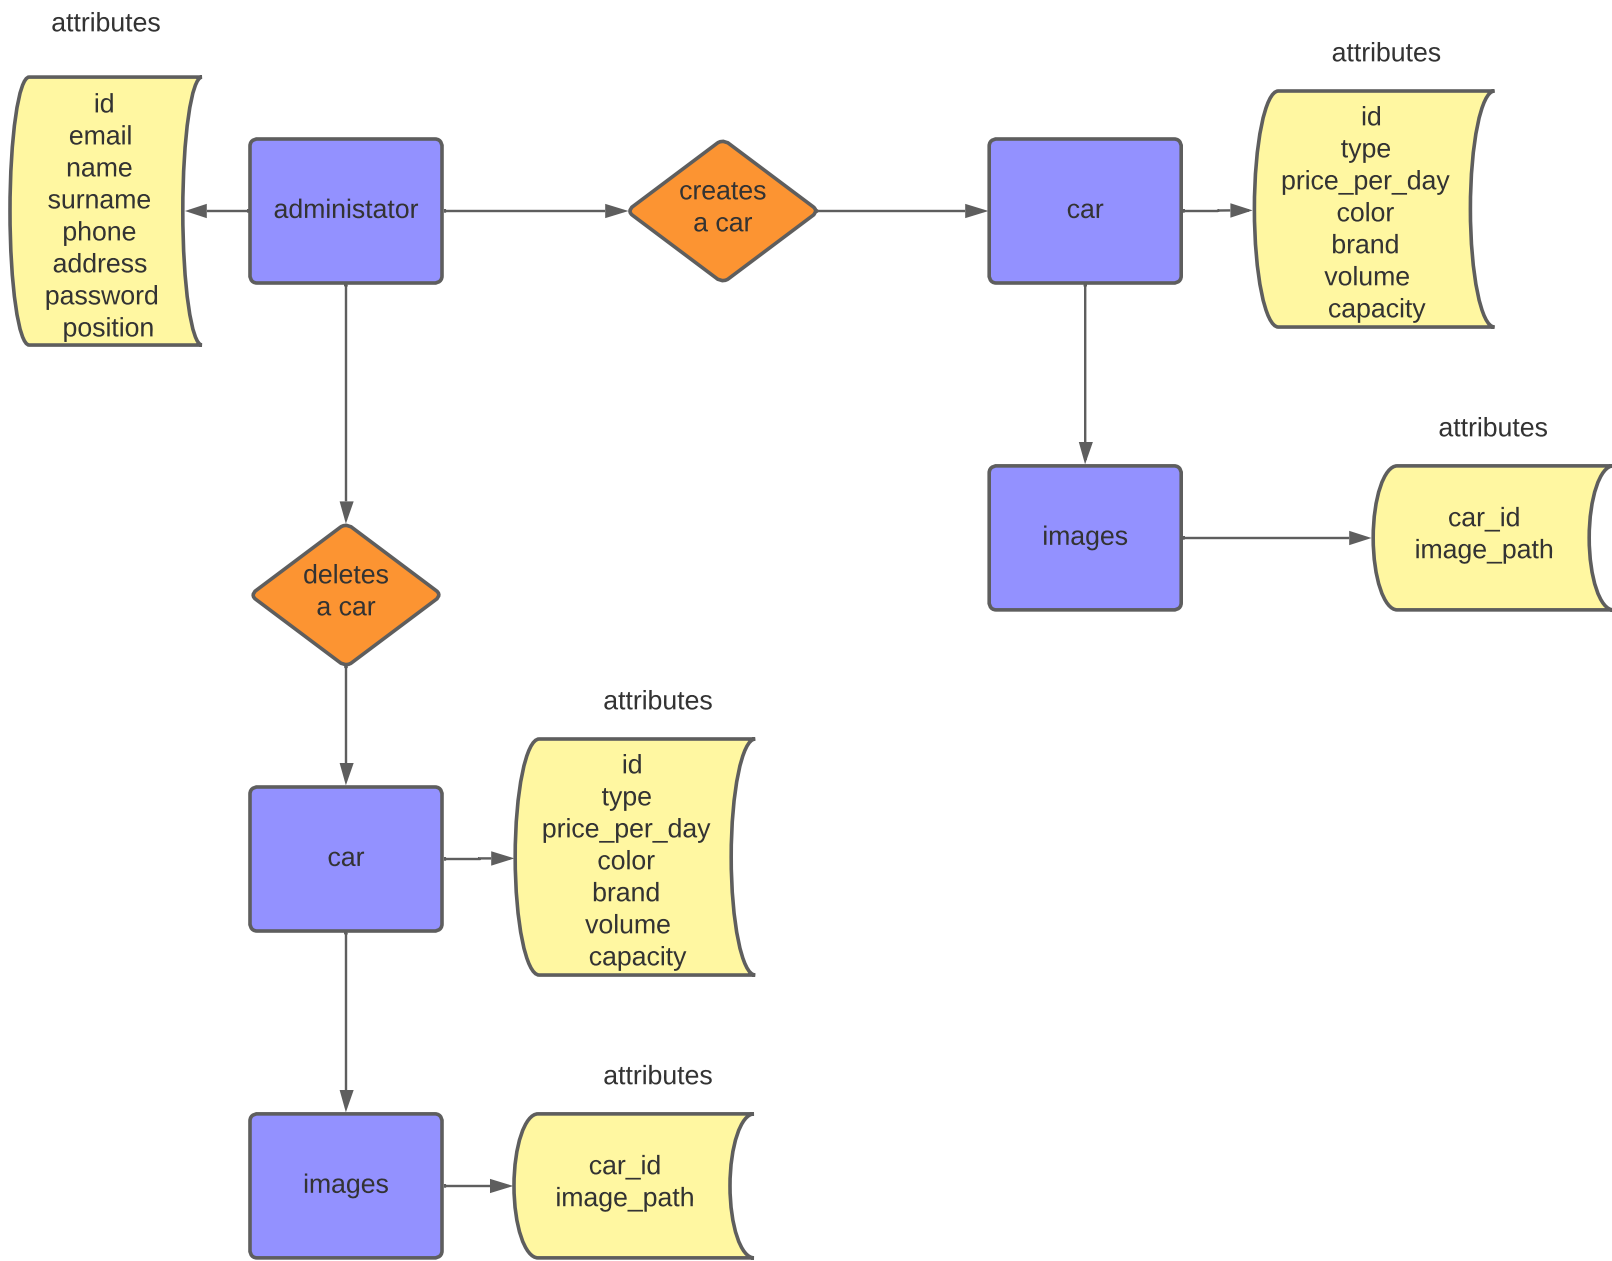 attributes
id
email
name
surname
phone
address
password
position
administator
creates
a car
car
attributes
id
type
price_per_day
color
brand
volume
capacity
images
attributes
car_id
image_path
deletes
a car
car
attributes
id
type
price_per_day
color
brand
volume
capacity
images
attributes
car_id
image_path